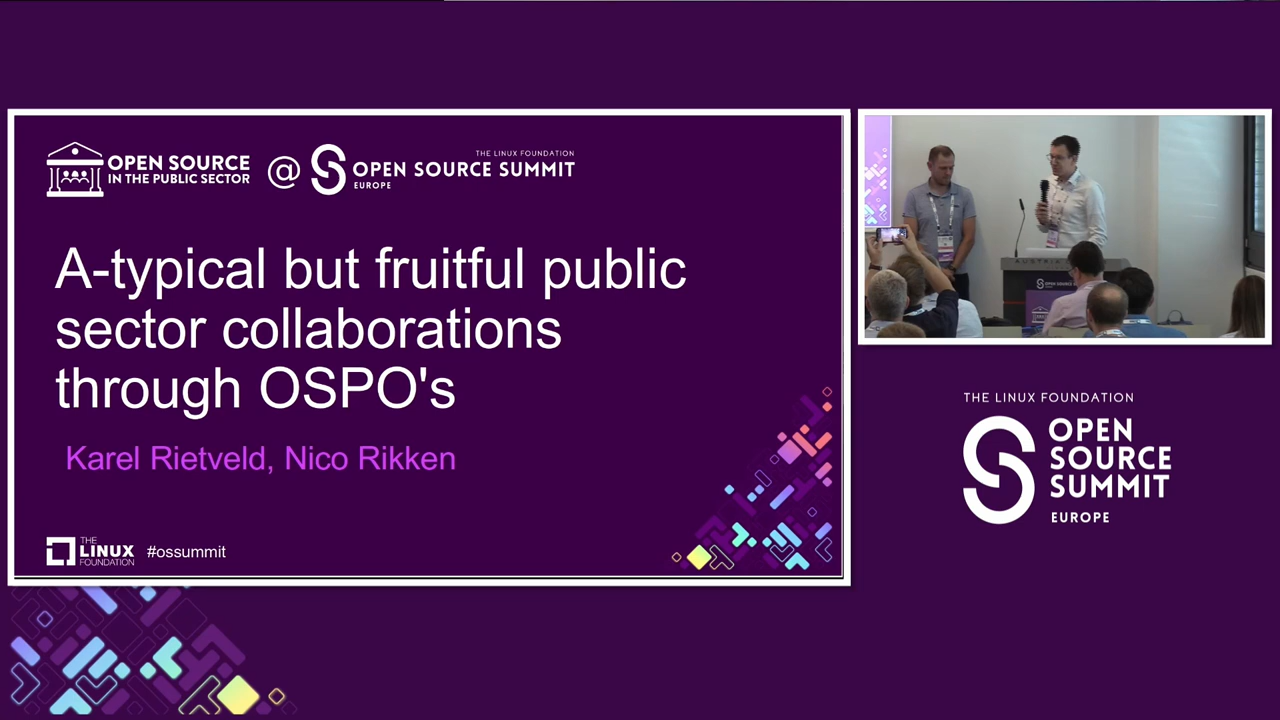 OPEN SOURCE
IN THE PUBLIC SECTOR
@
THE LINUX FOUNDATION
OPEN SOURCE SUMMIT
EUROPE
A-typical but fruitful public
sector collaborations
through OSPO's
Karel Rietveld, Nico Rikken
THE
LINUX
FOUNDATION
#ossummit
THE LINUX FOUNDATION
OPEN
SOURCE
SUMMIT
EUROPE